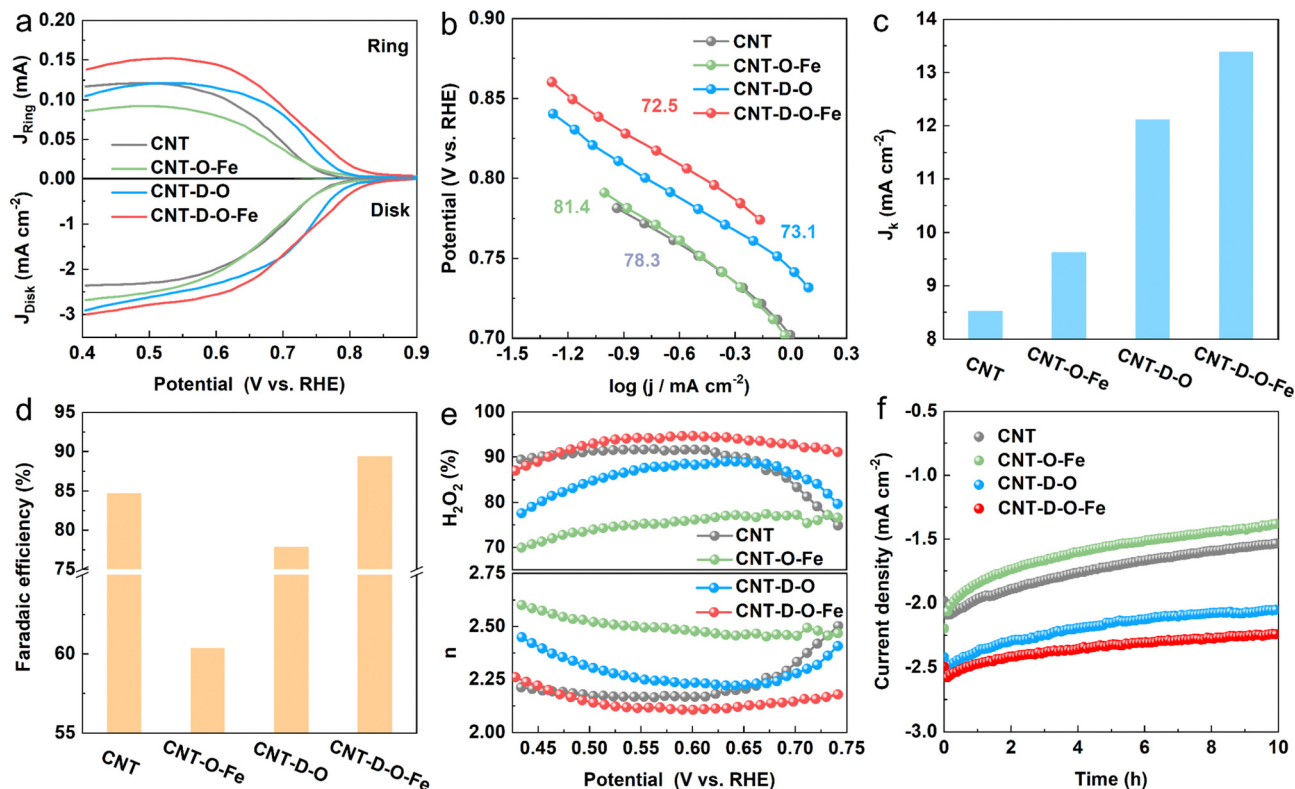 a
0.20
0.15
0.10
0.05
0.00
-1
-2
-3
J_Ring (mA)
J_Disk (mA cm⁻²)
Ring
CNT
CNT-O-Fe
CNT-D-O
CNT-D-O-Fe
Disk
0.4 0.5 0.6 0.7 0.8 0.9
Potential (V vs. RHE)
b
0.90
0.85
0.80
0.75
0.70
Potential (V vs. RHE)
CNT
CNT-O-Fe
CNT-D-O
CNT-D-O-Fe
72.5
81.4
73.1
78.3
-1.5 -1.2 -0.9 -0.6 -0.3 0.0 0.3
log (j / mA cm⁻²)
c
14
13
12
11
10
9
8
J_k (mA cm⁻²)
CNT CNT-O-Fe CNT-D-O CNT-D-O-Fe
d
95
90
85
80
75
60
55
Faradaic efficiency (%)
CNT CNT-O-Fe CNT-D-O CNT-D-O-Fe
e
100
90
80
70
H₂O₂ (%)
CNT
CNT-O-Fe
2.75
2.50
2.25
2.00
n
CNT-D-O
CNT-D-O-Fe
0.45 0.50 0.55 0.60 0.65 0.70 0.75
Potential (V vs. RHE)
f
-0.5
-1.0
-1.5
-2.0
-2.5
-3.0
Current density (mA cm⁻²)
CNT
CNT-O-Fe
CNT-D-O
CNT-D-O-Fe
0 2 4 6 8 10
Time (h)